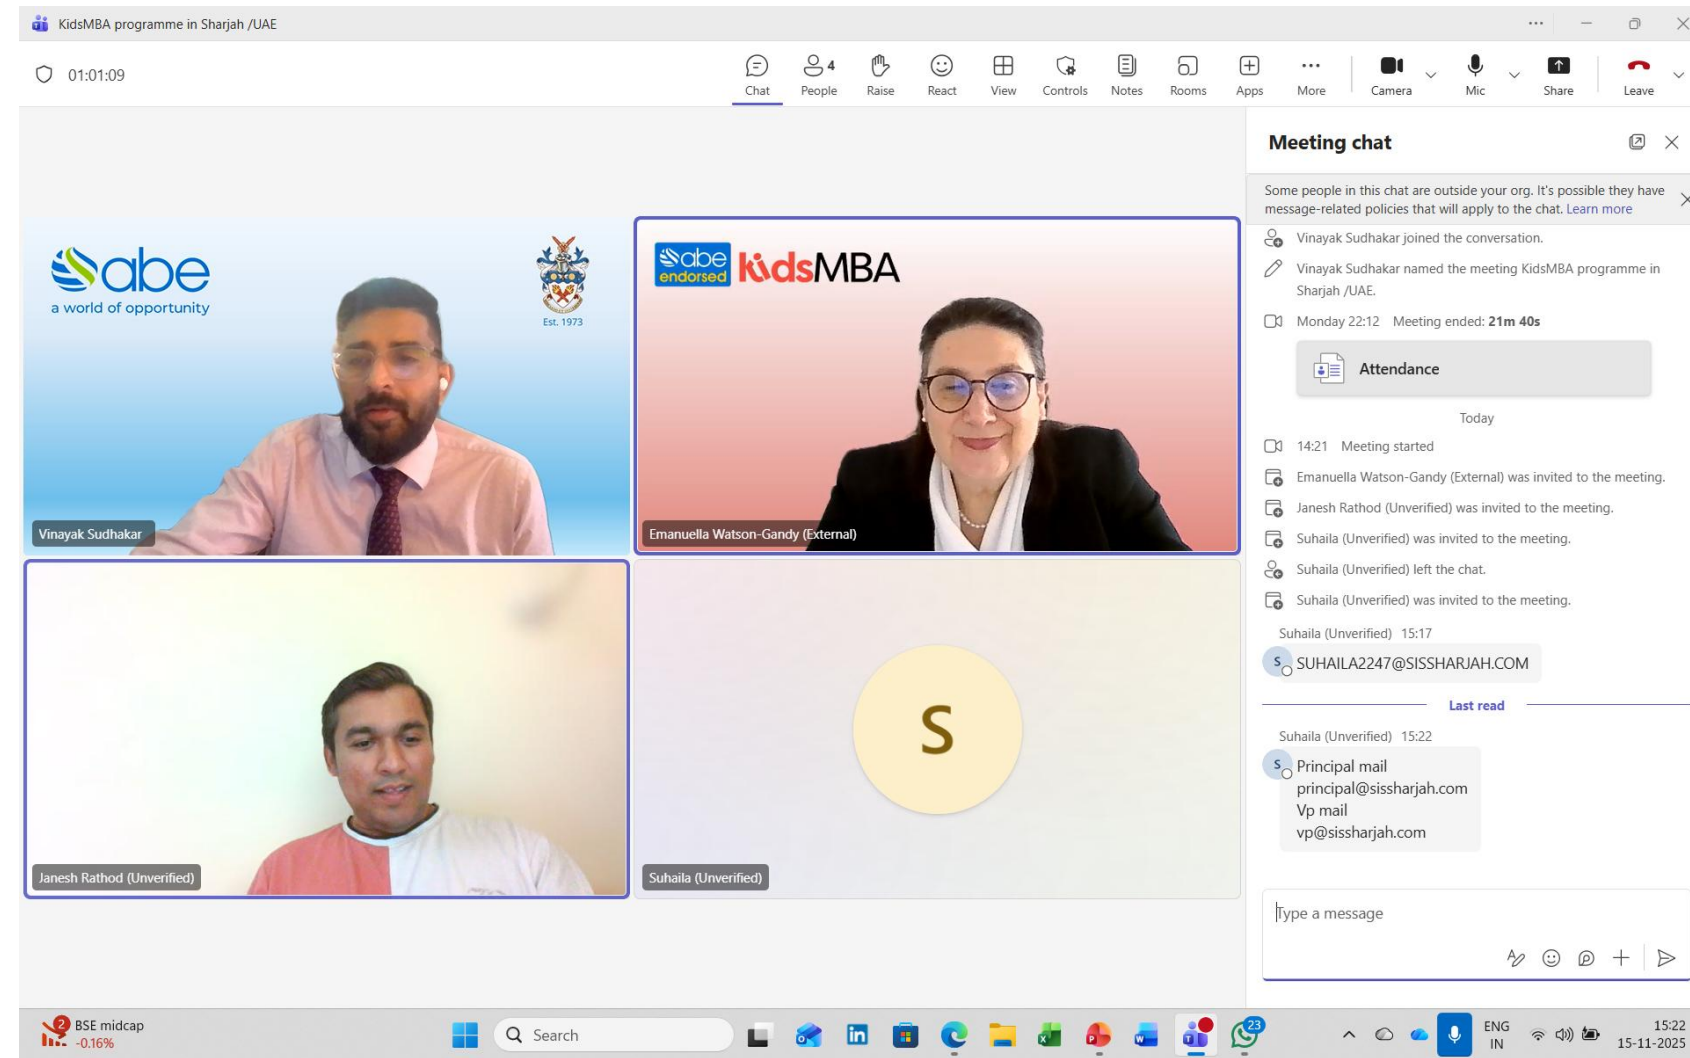 KidsMBA programme in Sharjah /UAE
01:01:09
Chat
4
People
Raise
React
View
Controls
Notes
Rooms
Apps
More
Camera
Mic
Share
Leave
abe
a world of opportunity
Est. 1973
Vinayak Sudhakar
abe
endorsed
kidsMBA
Emanuella Watson-Gandy (External)
Janesh Rathod (Unverified)
S
Suhaila (Unverified)
Meeting chat
Some people in this chat are outside your org. It's possible they have
message-related policies that will apply to the chat. Learn more
Vinayak Sudhakar joined the conversation.
Vinayak Sudhakar named the meeting KidsMBA programme in
Sharjah /UAE.
Monday 22:12 Meeting ended: 21m 40s
Attendance
Today
14:21 Meeting started
Emanuella Watson-Gandy (External) was invited to the meeting.
Janesh Rathod (Unverified) was invited to the meeting.
Suhaila (Unverified) was invited to the meeting.
Suhaila (Unverified) left the chat.
Suhaila (Unverified) was invited to the meeting.
Suhaila (Unverified) 15:17
S
SUHAILA2247@SISSHARJAH.COM
Last read
Suhaila (Unverified) 15:22
S
Principal mail
principal@sissharjah.com
Vp mail
vp@sissharjah.com
Type a message
2
BSE midcap
-0.16%
Search
23
ENG
IN
15:22
15-11-2025